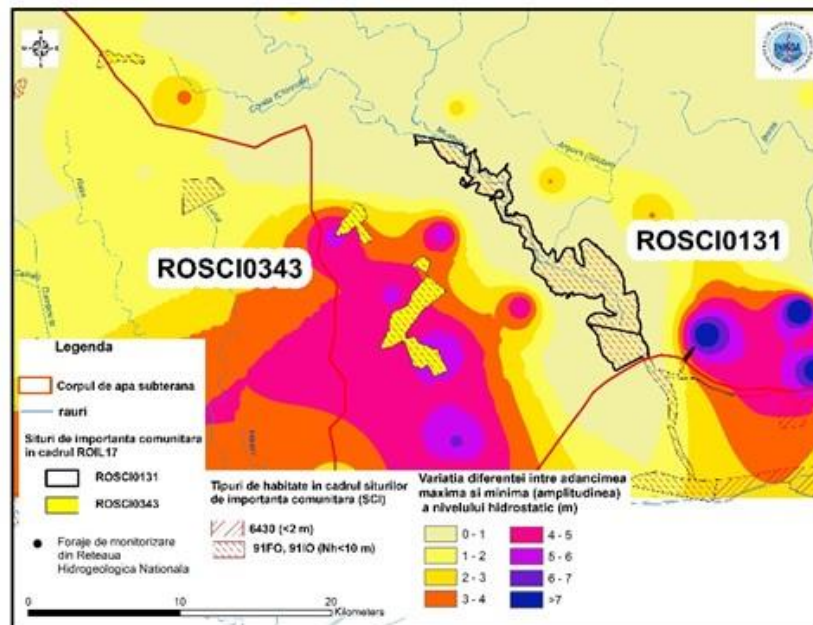 ROSCI0343
ROSCI0131
Legenda
Corpul de apa subterana
rauri
Situri de importanta comunitara
in cadrul ROIL17
ROSCI0131
ROSCI0343
Foraje de monitorizare
din Reteaua
Hidrogeologica Nationala
0 10 20
Kilometers
Tipuri de habitate in cadrul siturilor
de importanta comunitara (SCI)
6430 (<2 m)
91FO, 91IO (Nh<10 m)
Variatia diferentei intre adancimea
maxima si minima (amplitudinea)
a nivelului hidrostatic (m)
0 - 1
1 - 2
2 - 3
3 - 4
4 - 5
5 - 6
6 - 7
>7